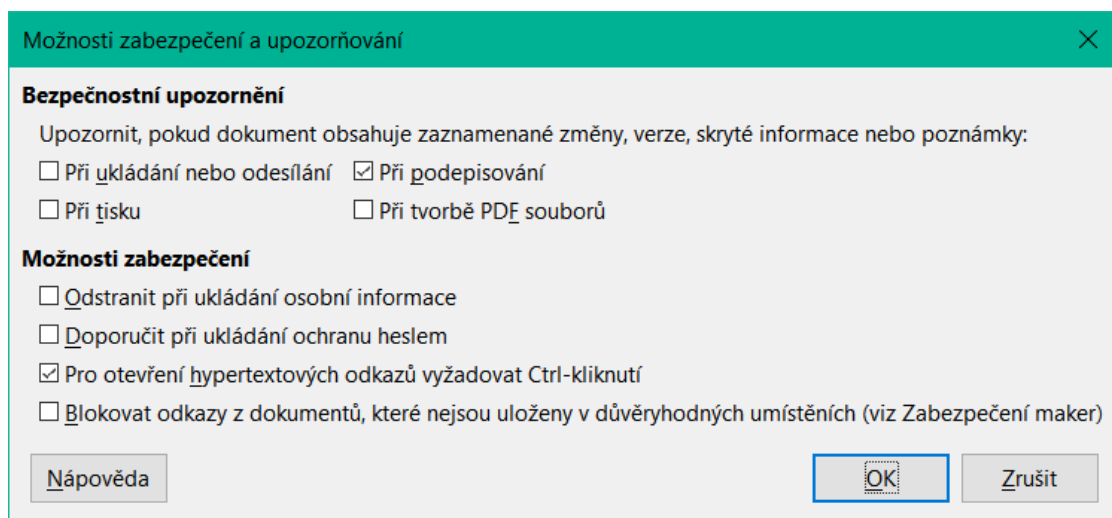 Možnosti zabezpečení a upozorňování
Bezpečnostní upozornění
Upozornit, pokud dokument obsahuje zaznamenané změny, verze, skryté informace nebo poznámky:
Při ukládání nebo odesílání Při podepisování
Při tisku Při tvorbě PDF souborů
Možnosti zabezpečení
Odstranit při ukládání osobní informace
Doporučit při ukládání ochranu heslem
Pro otevření hypertextových odkazů vyžadovat Ctrl-kliknutí
Blokovat odkazy z dokumentů, které nejsou uloženy v důvěryhodných umístěních (viz Zabezpečení maker)
Nápověda OK Zrušit